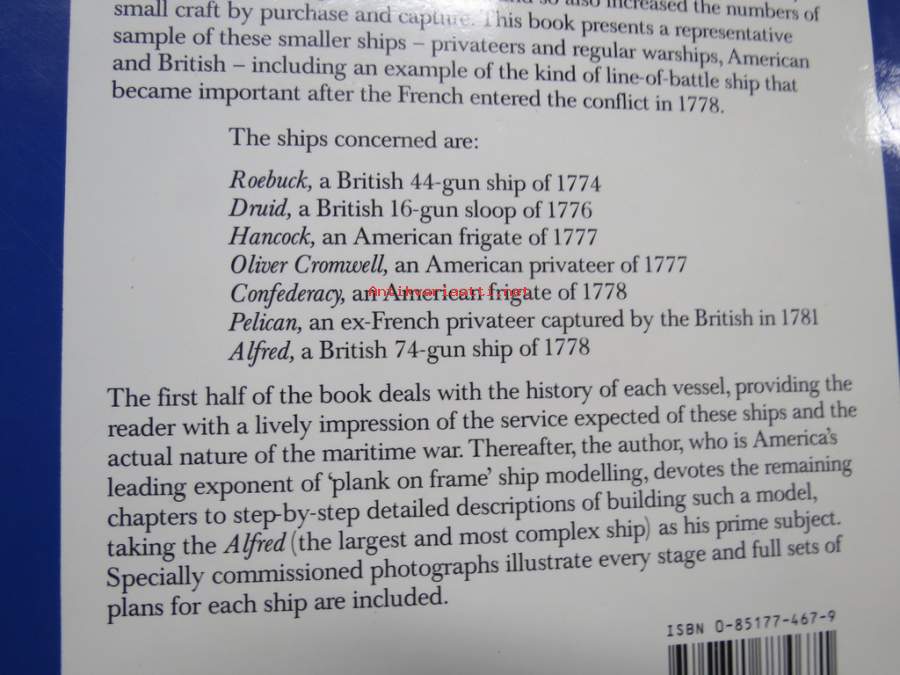 and so also increased the numbers of
small craft by purchase and capture. This book presents a representative
sample of these smaller ships – privateers and regular warships, American
and British – including an example of the kind of line-of-battle ship that
became important after the French entered the conflict in 1778.
The ships concerned are:
Roebuck, a British 44-gun ship of 1774
Druid, a British 16-gun sloop of 1776
Hancock, an American frigate of 1777
Oliver Cromwell, an American privateer of 1777
Confederacy, an American frigate of 1778
Antikvariaatti.net
Pelican, an ex-French privateer captured by the British in 1781
Alfred, a British 74-gun ship of 1778
The first half of the book deals with the history of each vessel, providing the
reader with a lively impression of the service expected of these ships and the
actual nature of the maritime war. Thereafter, the author, who is America's
leading exponent of 'plank on frame' ship modelling, devotes the remaining
chapters to step-by-step detailed descriptions of building such a model,
taking the Alfred (the largest and most complex ship) as his prime subject.
Specially commissioned photographs illustrate every stage and full sets of
plans for each ship are included.
ISBN 0-85177-467-9